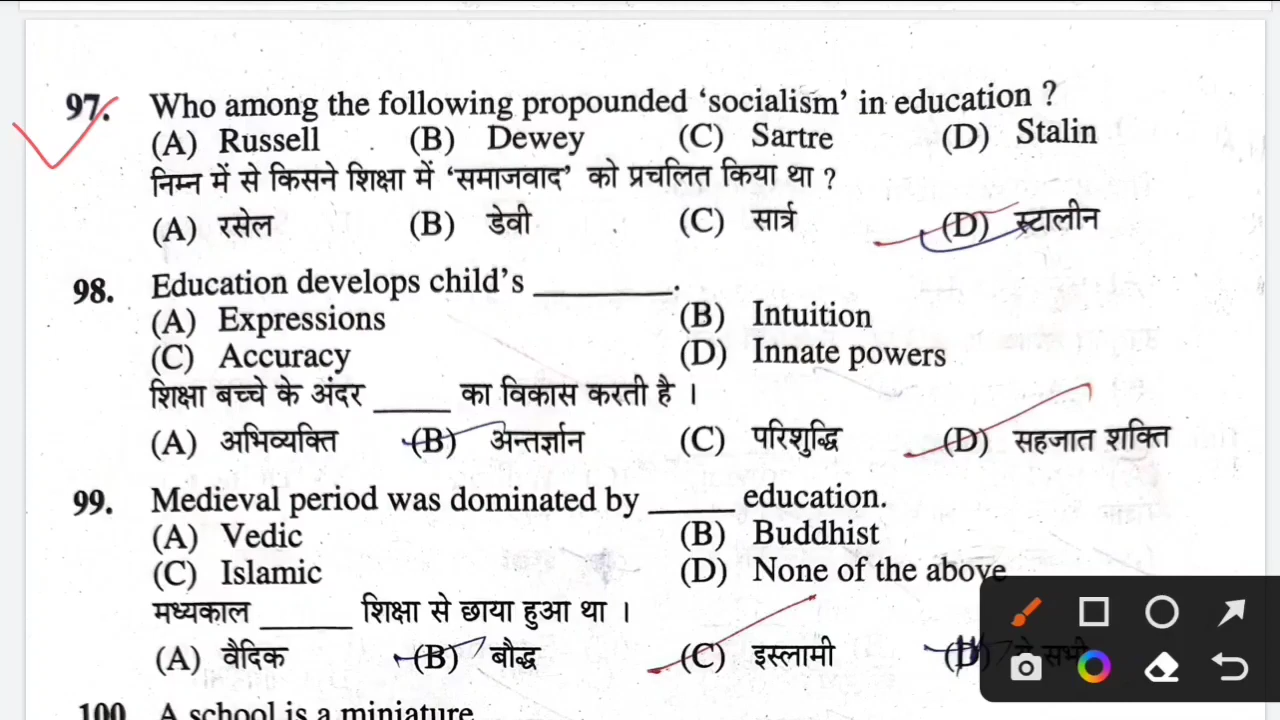 97. Who among the following propounded ‘socialism’ in education ?
(A) Russell (B) Dewey (C) Sartre (D) Stalin
निम्न में से किसने शिक्षा में ‘समाजवाद’ को प्रचलित किया था ?
(A) रसेल (B) डेवी (C) सार्त्र (D) स्टालीन
98. Education develops child’s ________.
(A) Expressions (B) Intuition
(C) Accuracy (D) Innate powers
शिक्षा बच्चे के अंदर _____ का विकास करती है ।
(A) अभिव्यक्ति (B) अन्तर्ज्ञान (C) परिशुद्धि (D) सहजात शक्ति
99. Medieval period was dominated by _____ education.
(A) Vedic (B) Buddhist
(C) Islamic (D) None of the above
मध्यकाल ______ शिक्षा से छाया हुआ था ।
(A) वैदिक (B) बौद्ध (C) इस्लामी (D)
100. A school is a miniature